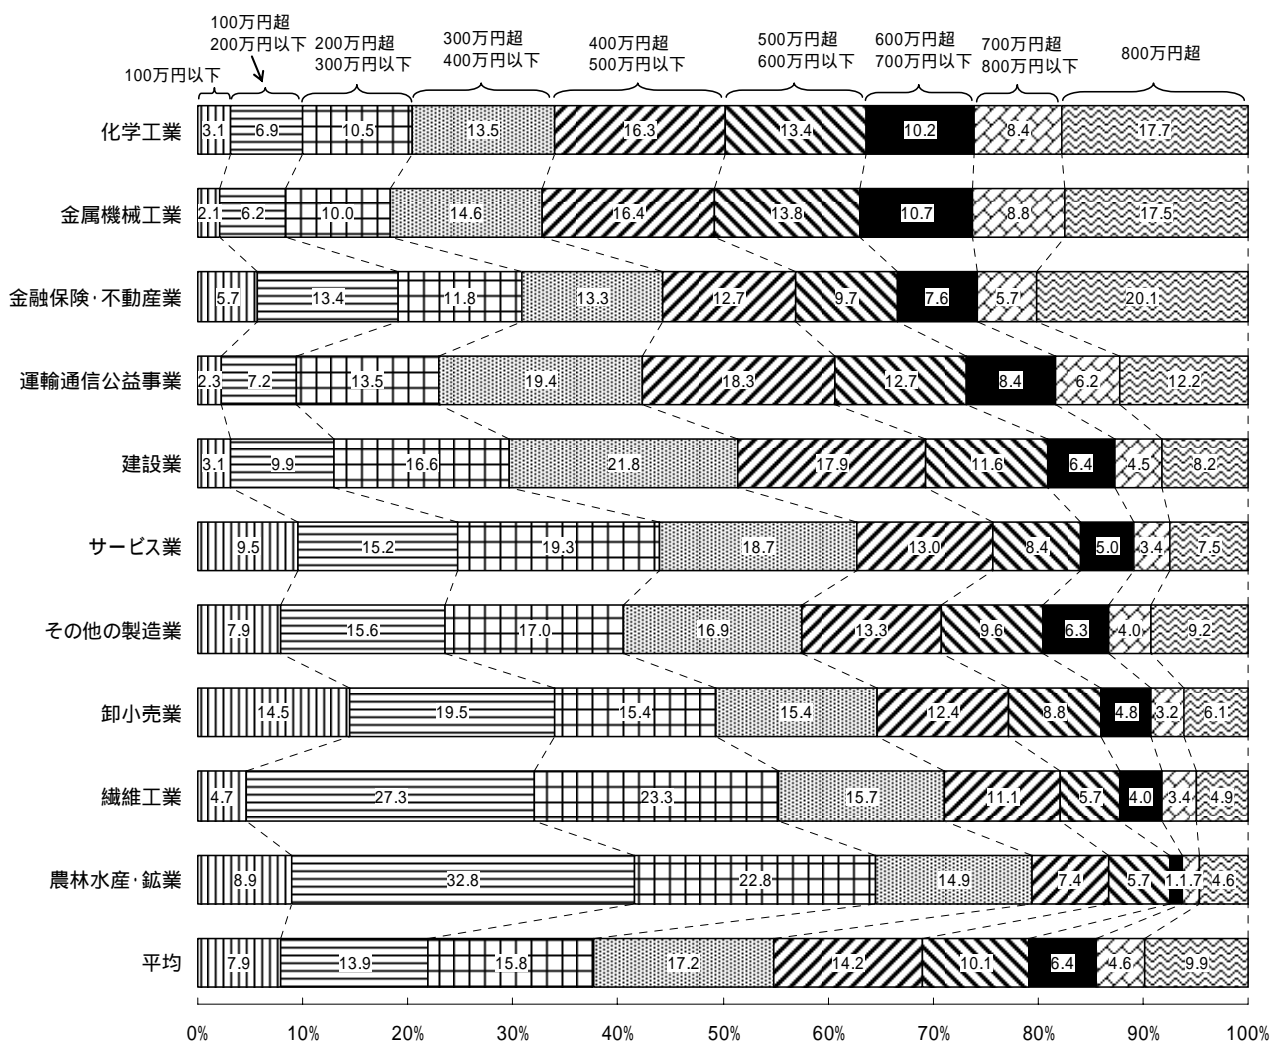 100万円超
200万円以下
200万円超
300万円以下
300万円超
400万円以下
400万円超
500万円以下
500万円超
600万円以下
600万円超
700万円以下
700万円超
800万円以下
800万円超
100万円以下
化学工業 3.1 6.9 10.5 13.5 16.3 13.4 10.2 8.4 17.7
金属機械工業 2.1 6.2 10.0 14.6 16.4 13.8 10.7 8.8 17.5
金融保険･不動産業 5.7 13.4 11.8 13.3 12.7 9.7 7.6 5.7 20.1
運輸通信公益事業 2.3 7.2 13.5 19.4 18.3 12.7 8.4 6.2 12.2
建設業 3.1 9.9 16.6 21.8 17.9 11.6 6.4 4.5 8.2
サービス業 9.5 15.2 19.3 18.7 13.0 8.4 5.0 3.4 7.5
その他の製造業 7.9 15.6 17.0 16.9 13.3 9.6 6.3 4.0 9.2
卸小売業 14.5 19.5 15.4 15.4 12.4 8.8 4.8 3.2 6.1
繊維工業 4.7 27.3 23.3 15.7 11.1 5.7 4.0 3.4 4.9
農林水産･鉱業 8.9 32.8 22.8 14.9 7.4 5.7 1.1.7 4.6
平均 7.9 13.9 15.8 17.2 14.2 10.1 6.4 4.6 9.9
0% 10% 20% 30% 40% 50% 60% 70% 80% 90% 100%